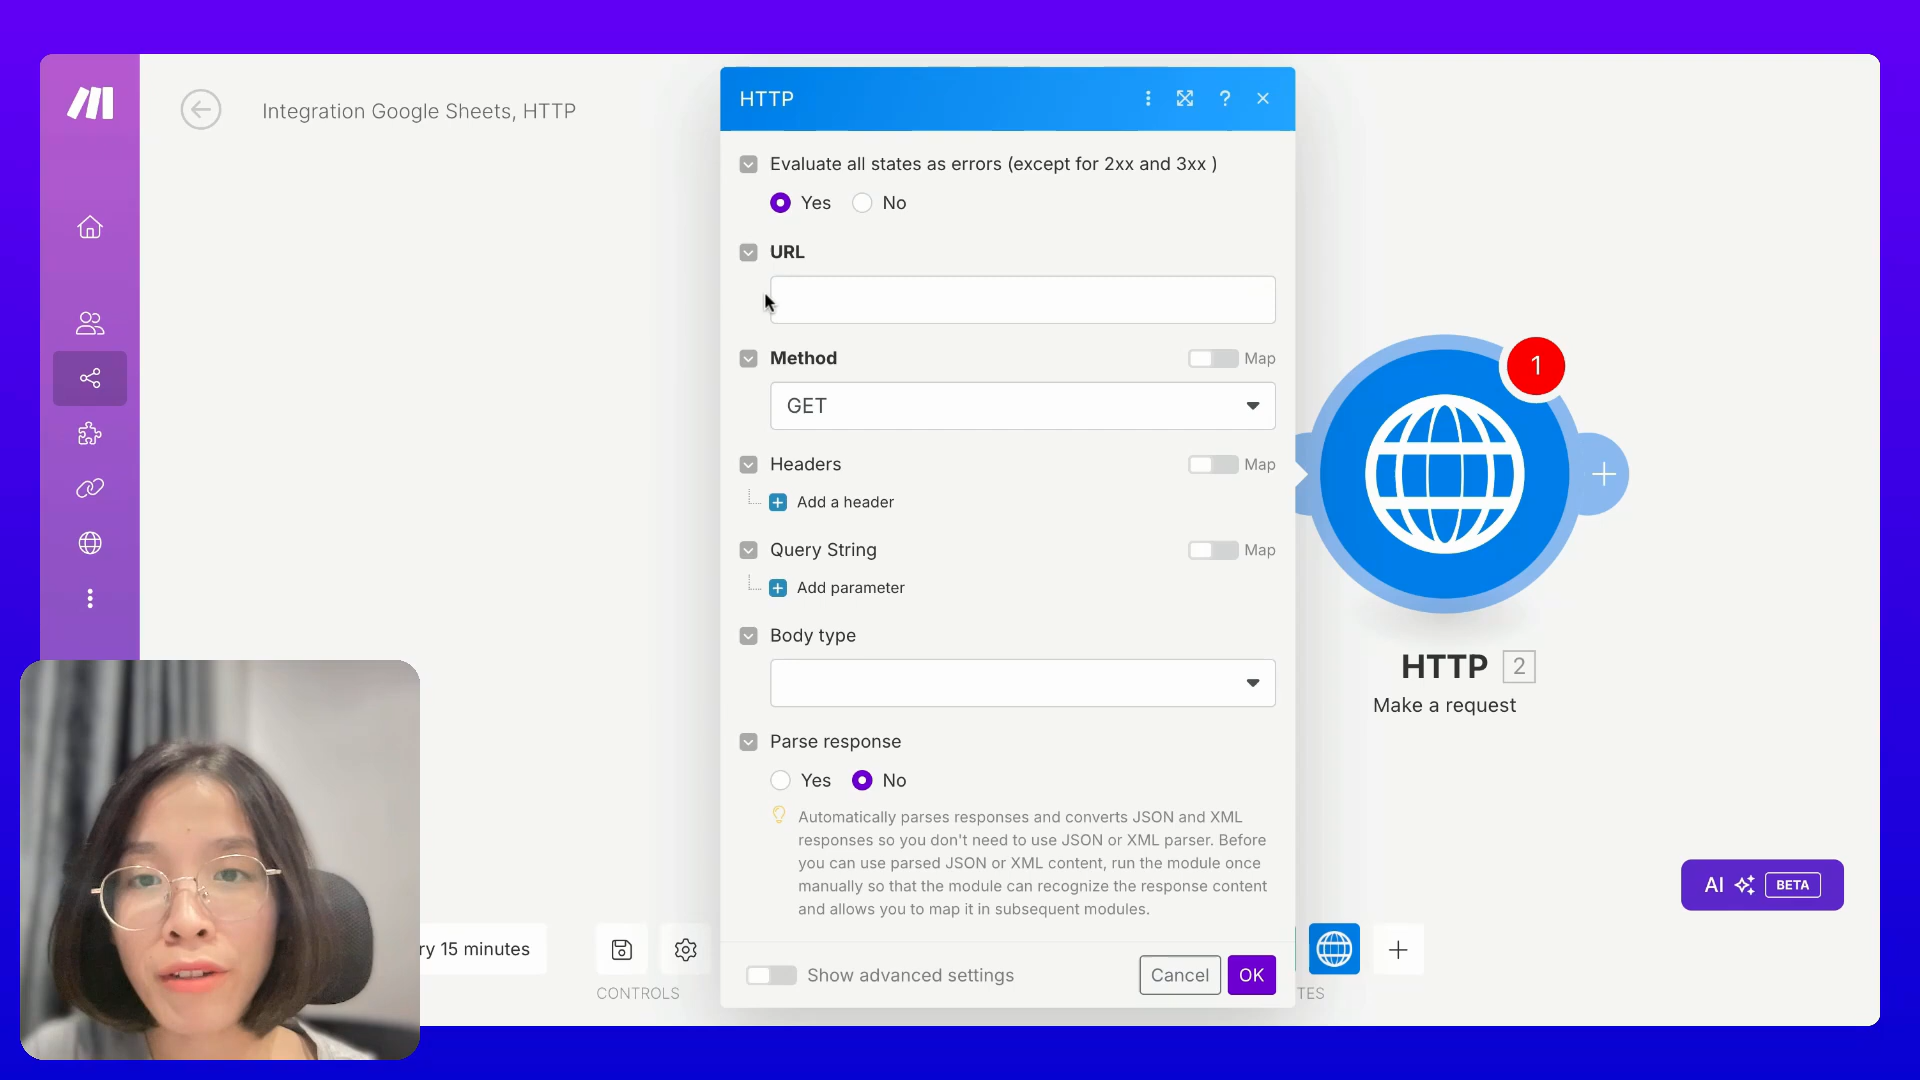 Integration Google Sheets, HTTP
HTTP
?
Evaluate all states as errors (except for 2xx and 3xx )
Yes No
URL
Method Map
GET
Headers Map
Add a header
Query String Map
Add parameter
Body type
Parse response
Yes No
Automatically parses responses and converts JSON and XML
responses so you don't need to use JSON or XML parser. Before
you can use parsed JSON or XML content, run the module once
manually so that the module can recognize the response content
and allows you to map it in subsequent modules.
Show advanced settings
Cancel OK
1
HTTP 2
Make a request
AI BETA
ry 15 minutes
CONTROLS
TES